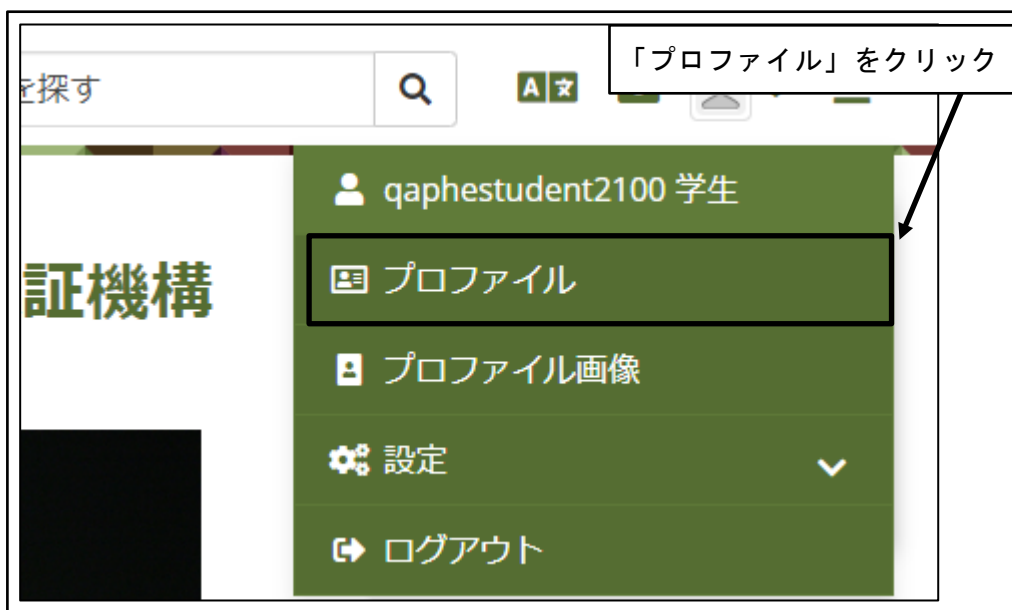 「プロファイル」をクリック
を探す
A文
qaphestudent2100 学生
証機構
プロファイル
プロファイル画像
設定
ログアウト